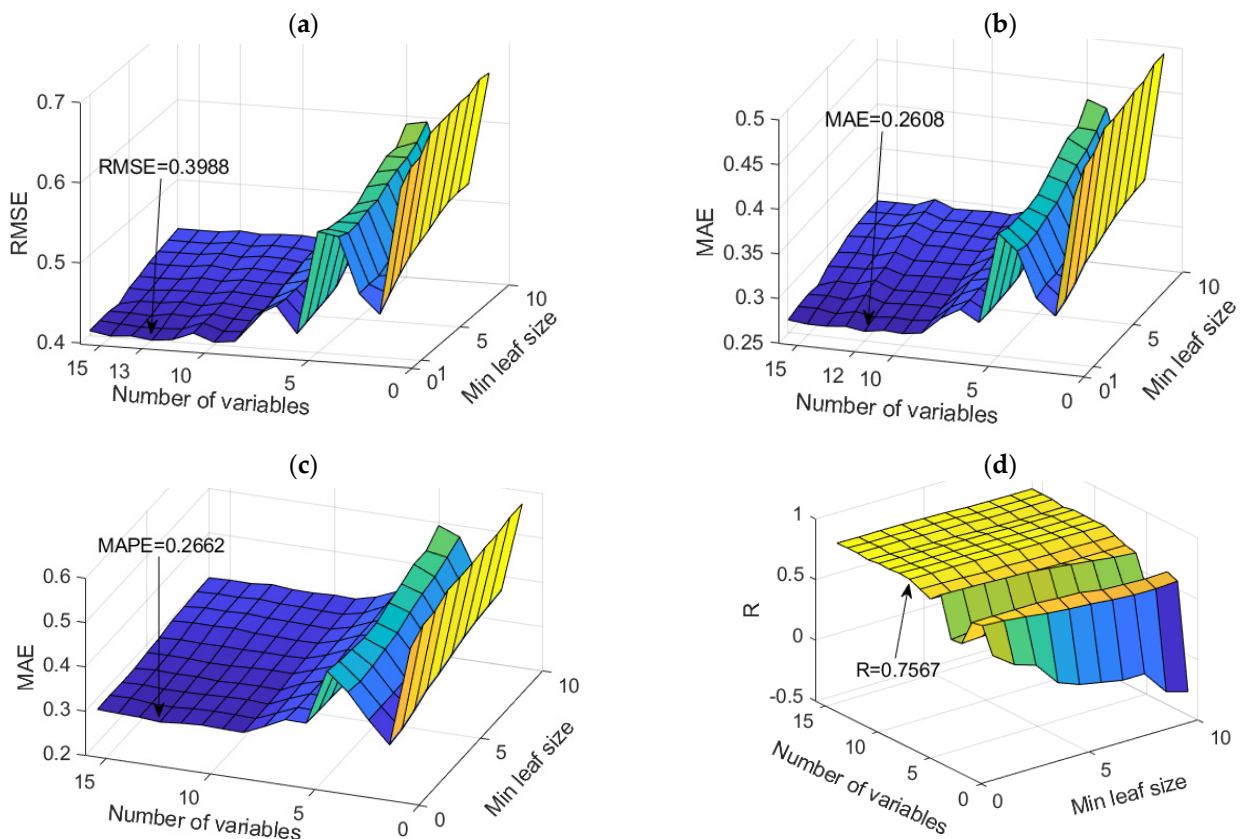 (a)
RMSE=0.3988
RMSE
0.7
0.6
0.5
0.4
15
13
10
5
0
Number of variables
0
1
5
10
Min leaf size
(b)
MAE=0.2608
MAE
0.5
0.45
0.4
0.35
0.3
0.25
15
12
10
5
0
Number of variables
0
1
5
10
Min leaf size
(c)
MAPE=0.2662
MAE
0.6
0.5
0.4
0.3
0.2
15
10
5
0
Number of variables
0
5
10
Min leaf size
(d)
R=0.7567
R
1
0.5
0
-0.5
15
10
5
0
Number of variables
0
5
10
Min leaf size